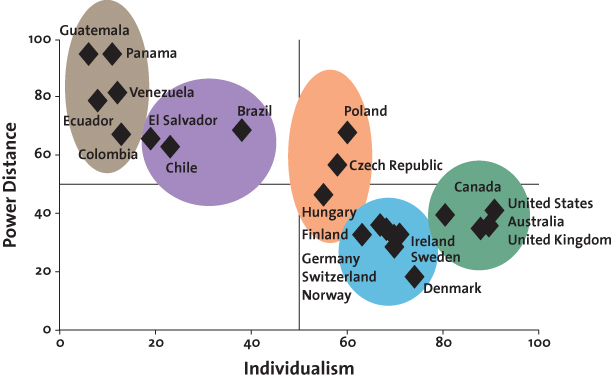 Guatemala
100
Panama
80
Venezuela
Ecuador
El Salvador
Brazil
Poland
Colombia
60
Chile
Czech Republic
Power Distance
Canada
40
Hungary
United States
Finland
Ireland
Australia
Germany
Sweden
United Kingdom
20
Switzerland
Norway
Denmark
0
0
20
40
60
80
100
Individualism